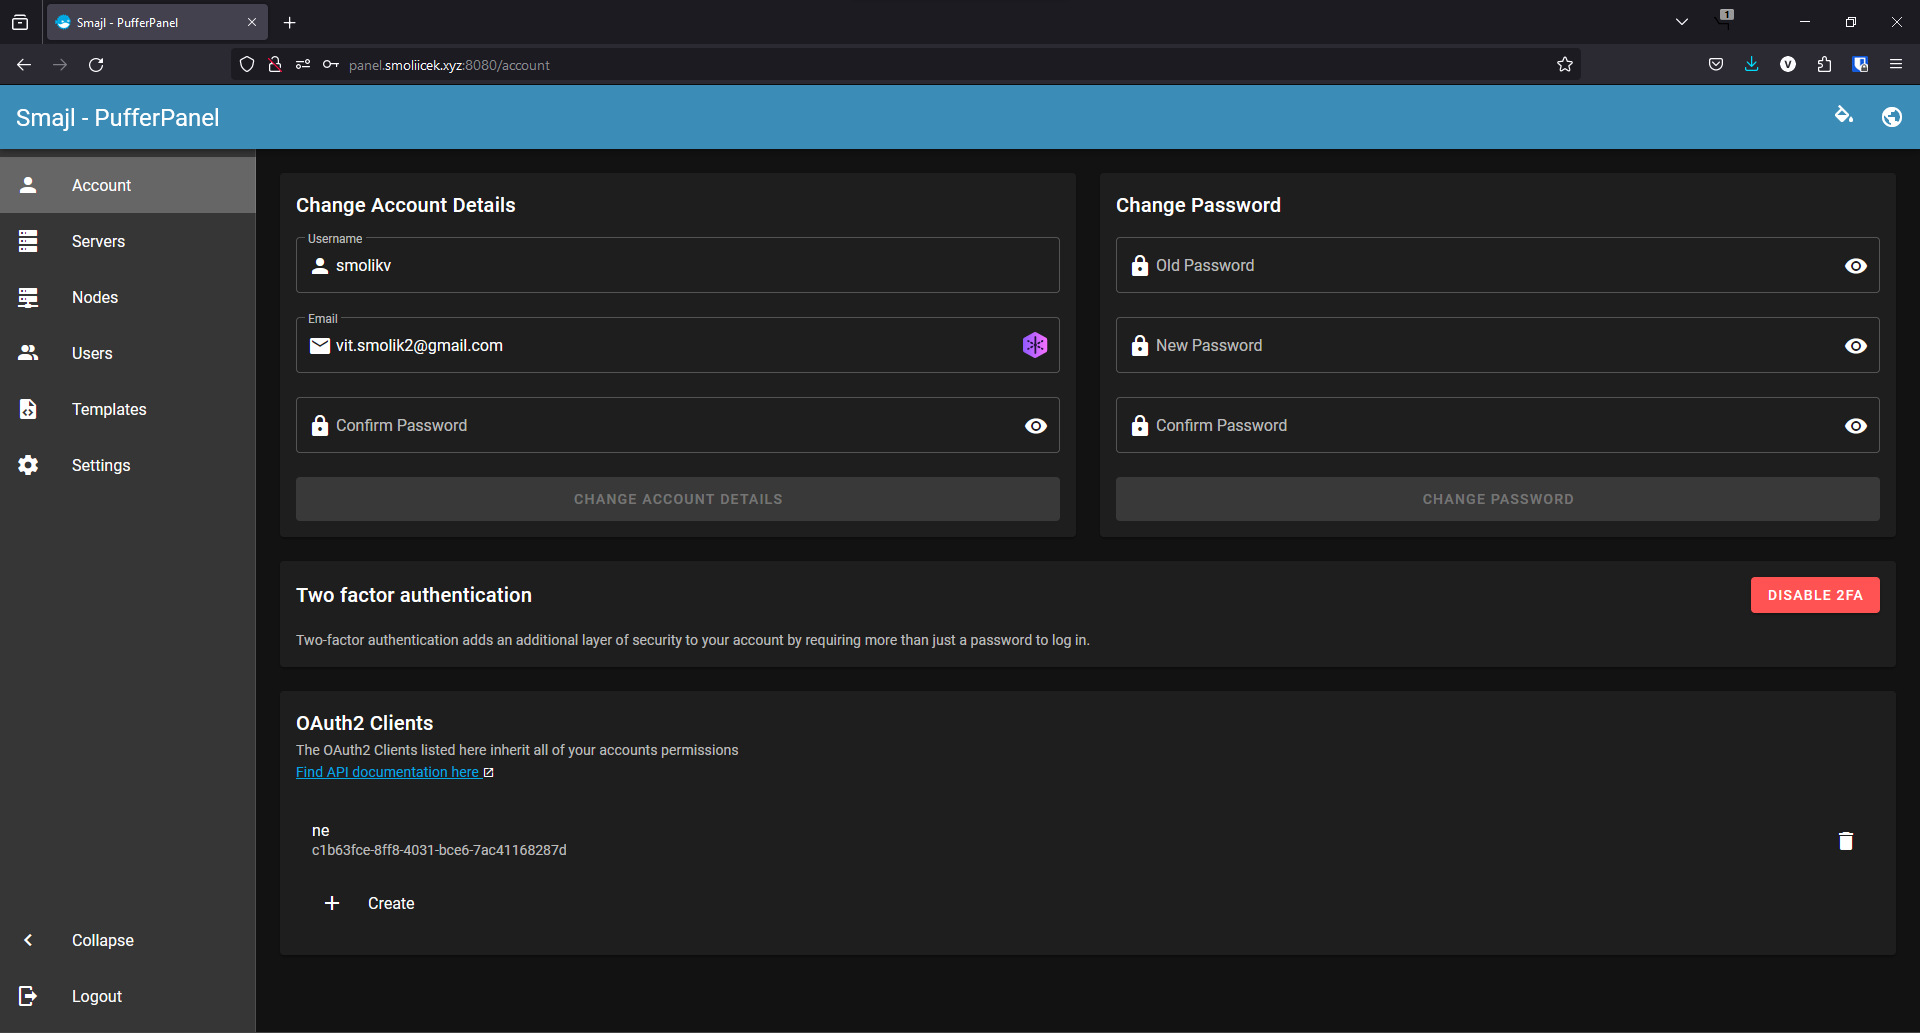 Smajl - PufferPanel
1
panel.smoliicek.xyz:8080/account
V
Smajl - PufferPanel
Account
Servers
Nodes
Users
Templates
Settings
Collapse
Logout
Change Account Details
Username
smolikv
Email
vit.smolik2@gmail.com
Confirm Password
CHANGE ACCOUNT DETAILS
Change Password
Old Password
New Password
Confirm Password
CHANGE PASSWORD
Two factor authentication
DISABLE 2FA
Two-factor authentication adds an additional layer of security to your account by requiring more than just a password to log in.
OAuth2 Clients
The OAuth2 Clients listed here inherit all of your accounts permissions
Find API documentation here
ne
c1b63fce-8ff8-4031-bce6-7ac41168287d
Create